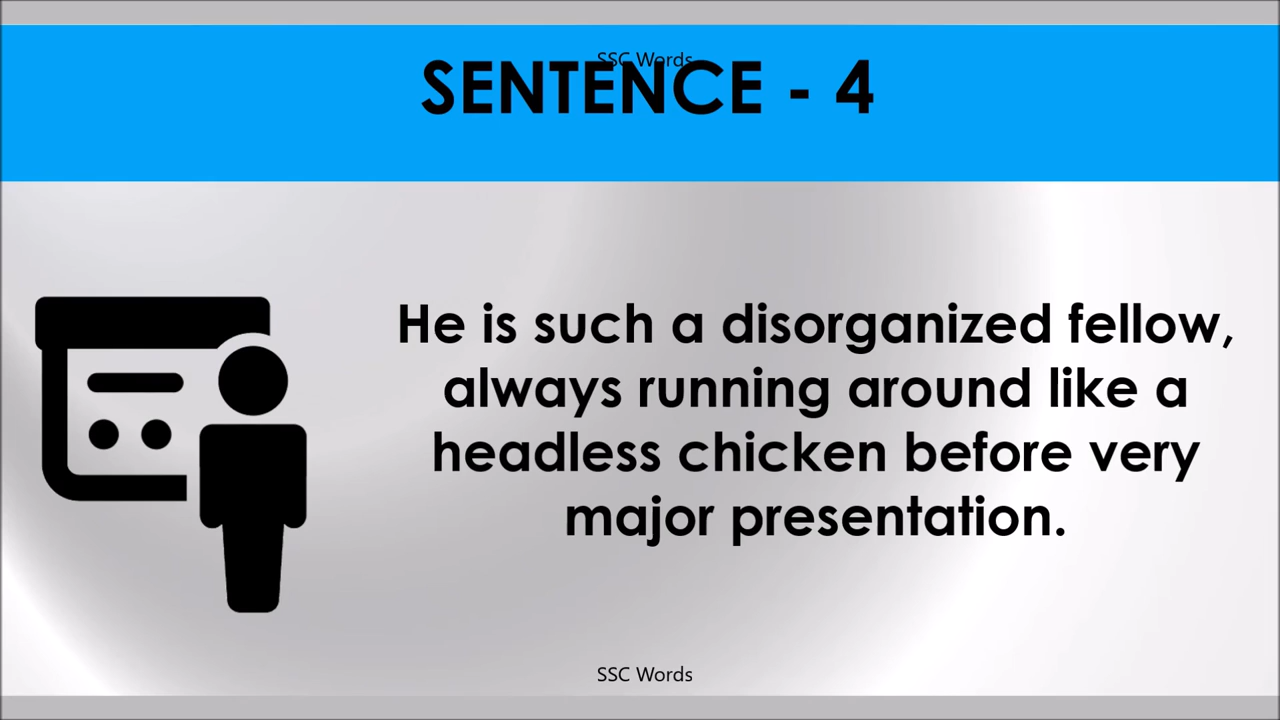 SSC Words
SENTENCE - 4
He is such a disorganized fellow,
always running around like a
headless chicken before very
major presentation.
SSC Words